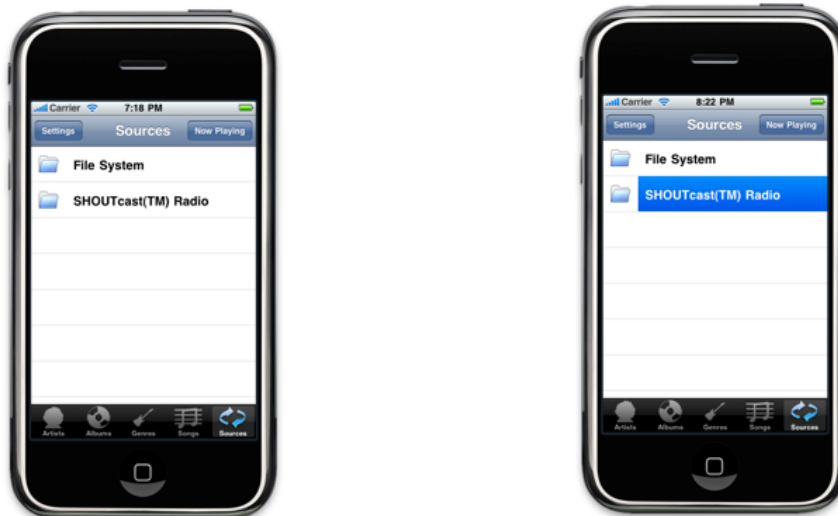 Carrier 7:18 PM
Settings Sources Now Playing
File System
SHOUTcast(TM) Radio
Artists Albums Genres Songs Sources
Carrier 8:22 PM
Settings Sources Now Playing
File System
SHOUTcast(TM) Radio
Artists Albums Genres Songs Sources